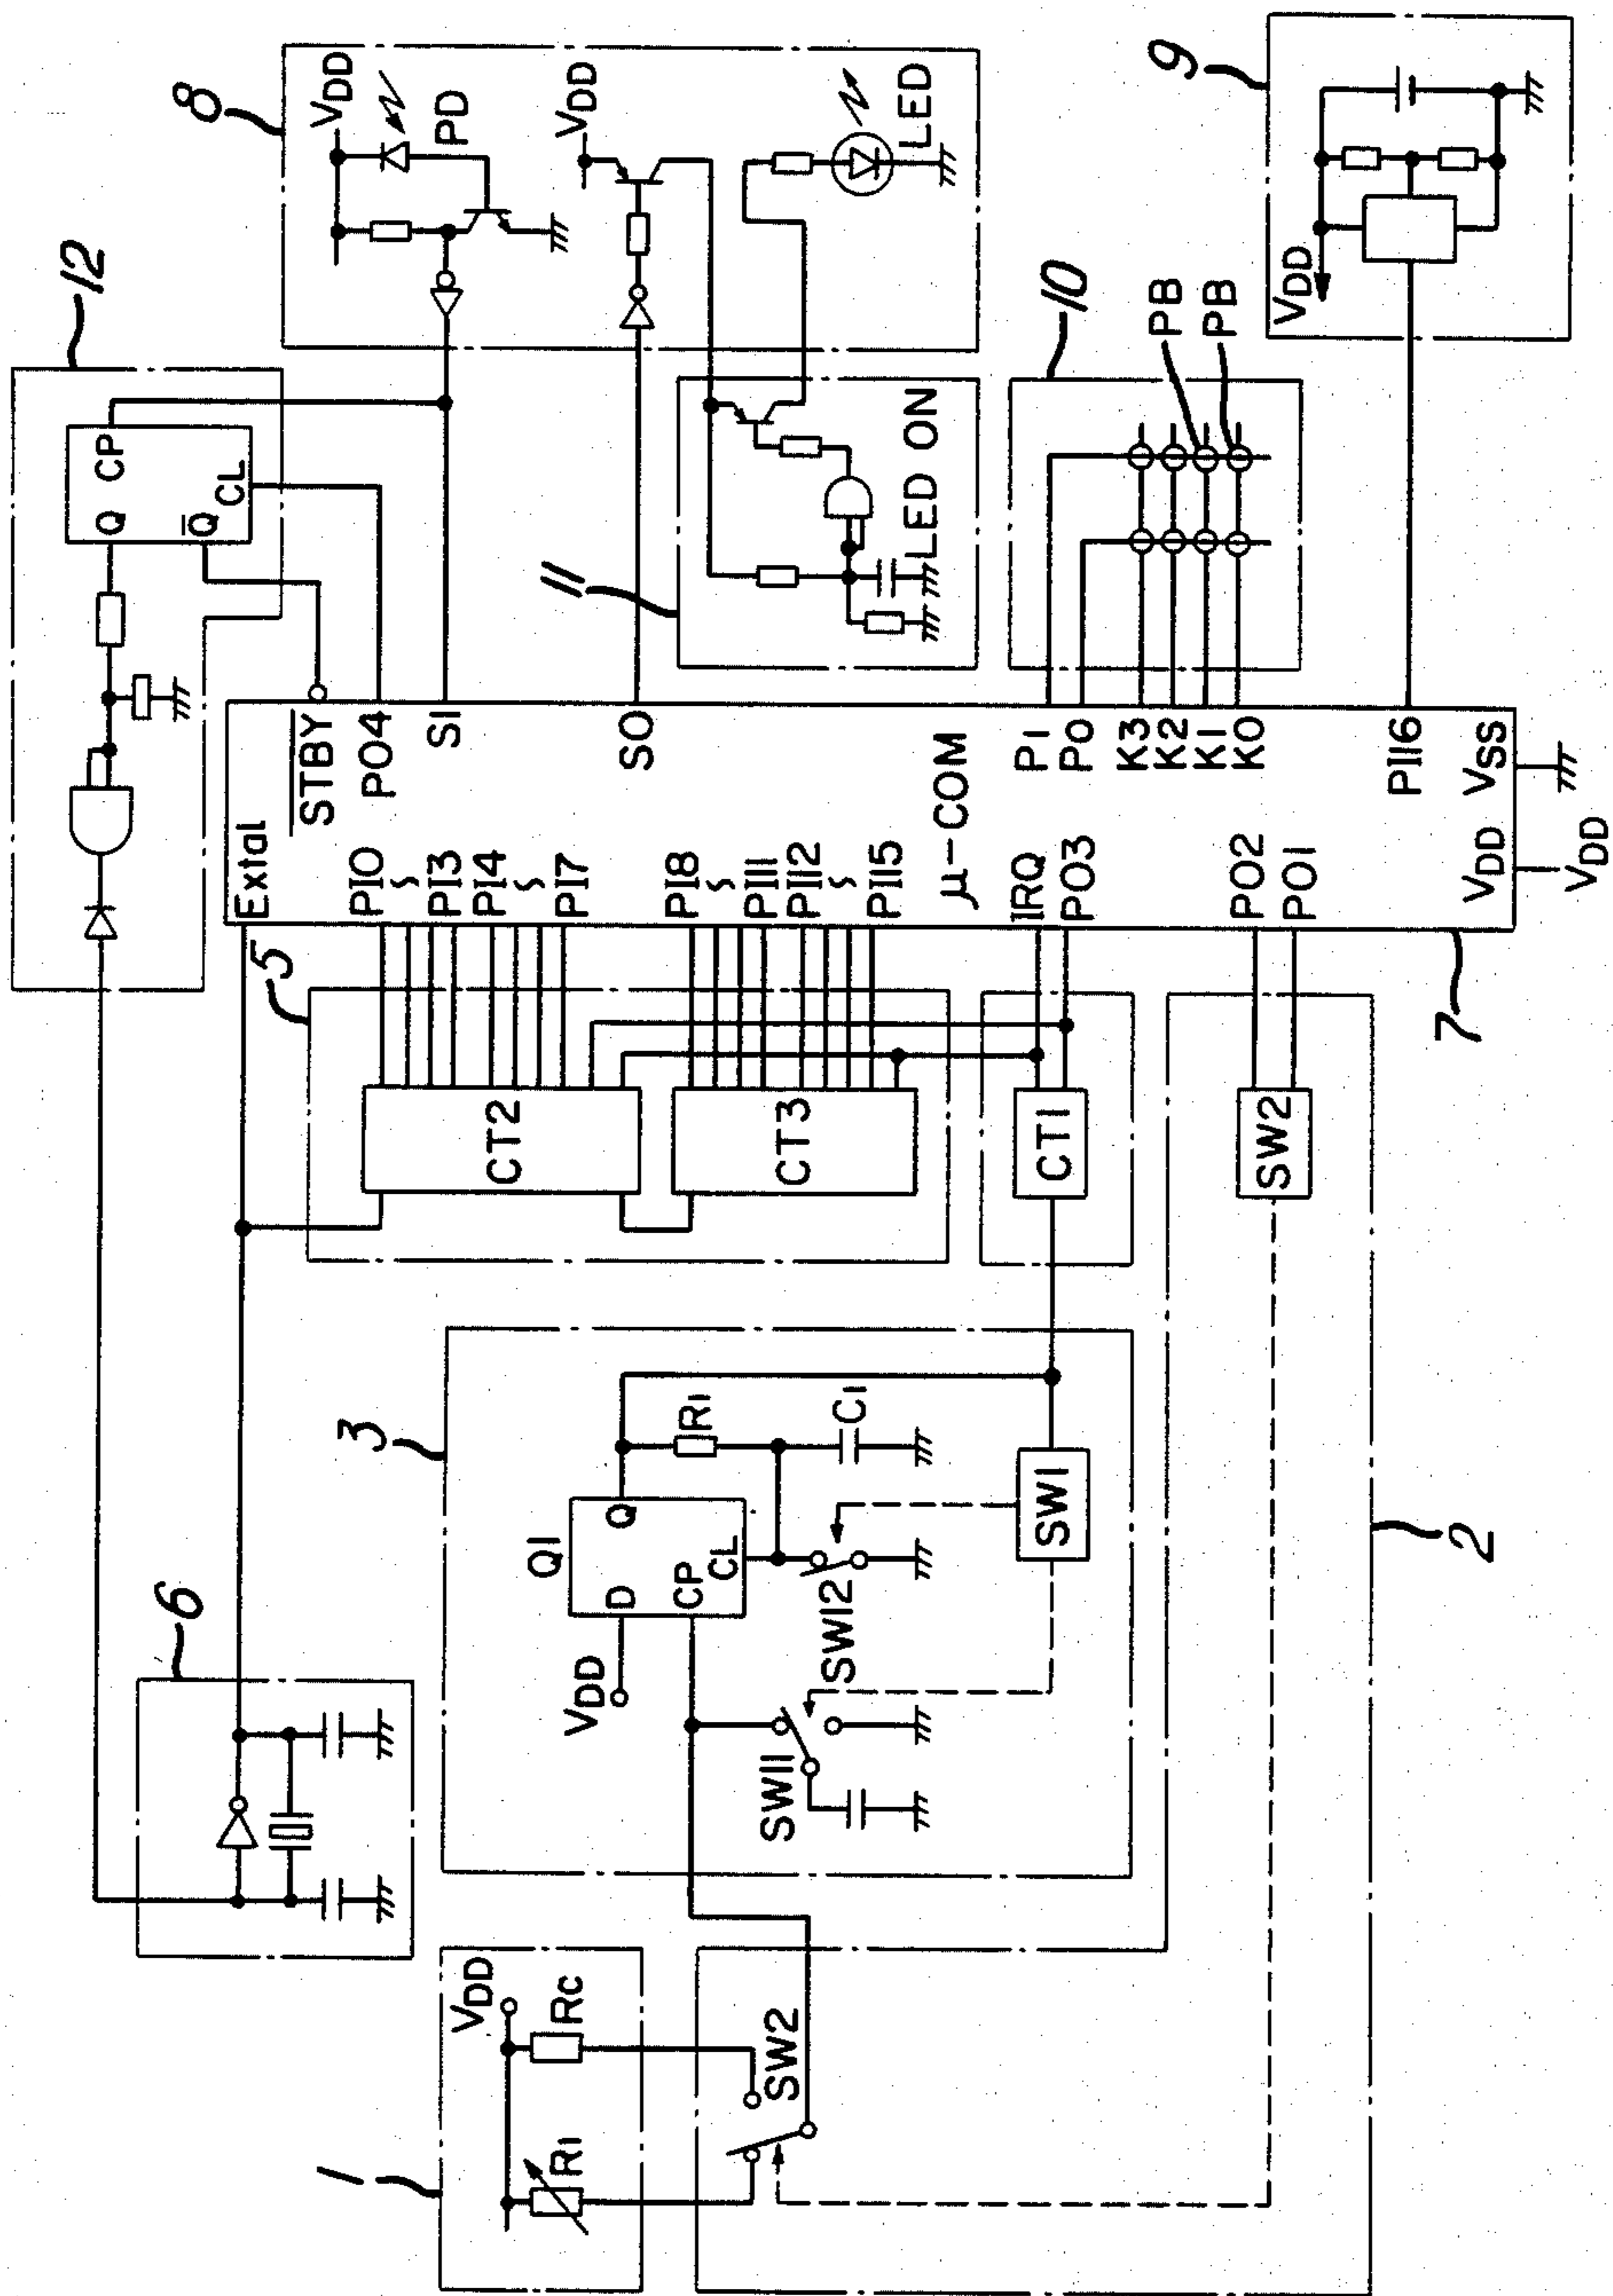 12
Q
CP
Q̅
CL
8
VDD
PD
VDD
LED
11
LED ON
10
PB
PB
9
VDD
Extal
STBY
PO4
SI
SO
PI0
∫
PI3
PI4
∫
PI7
PI8
∫
PI11
PI12
∫
PI15
μ-COM
P1
P0
K3
K2
K1
K0
IRQ
PO3
PI16
PO2
PO1
VDD
VSS
VDD
7
5
CT2
CT3
CT1
SW2
6
3
Q1
D
Q
CP
CL
VDD
R1
C1
SW11
SW12
SW1
2
1
VDD
RC
R1
SW2